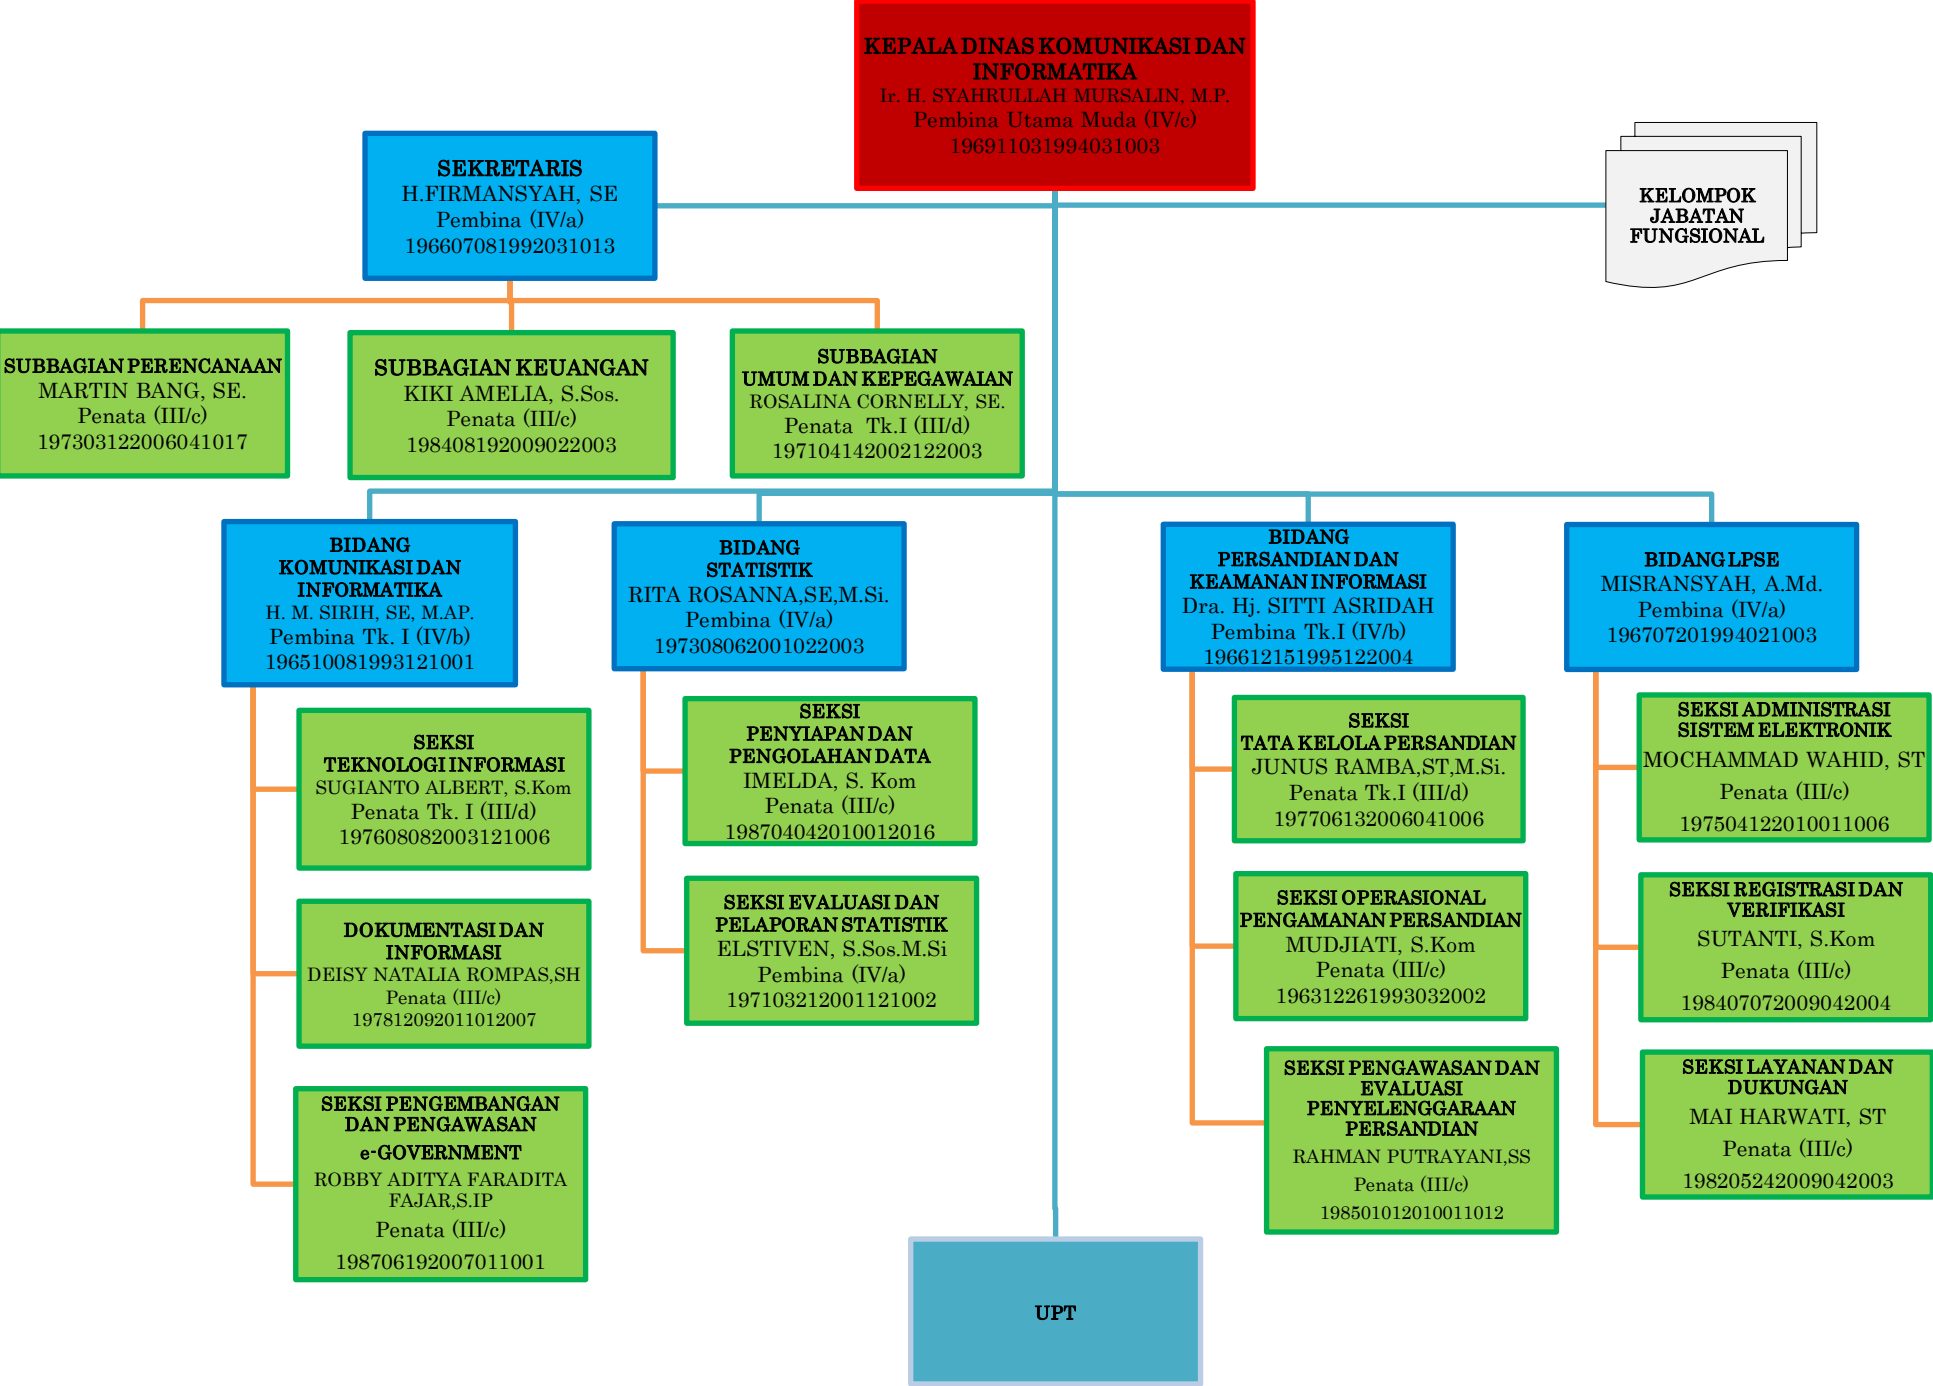 KEPALA DINAS KOMUNIKASI DAN
INFORMATIKA
Ir. H. SYAHRULLAH MURSALIN, M.P.
Pembina Utama Muda (IV/c)
196911031994031003
SEKRETARIS
H.FIRMANSYAH, SE
Pembina (IV/a)
196607081992031013
KELOMPOK
JABATAN
FUNGSIONAL
SUBBAGIAN PERENCANAAN
MARTIN BANG, SE.
Penata (III/c)
197303122006041017
SUBBAGIAN KEUANGAN
KIKI AMELIA, S.Sos.
Penata (III/c)
198408192009022003
SUBBAGIAN
UMUM DAN KEPEGAWAIAN
ROSALINA CORNELLY, SE.
Penata  Tk.I (III/d)
197104142002122003
BIDANG
KOMUNIKASI DAN
INFORMATIKA
H. M. SIRIH, SE, M.AP.
Pembina Tk. I (IV/b)
196510081993121001
BIDANG
STATISTIK
RITA ROSANNA,SE,M.Si.
Pembina (IV/a)
197308062001022003
BIDANG
PERSANDIAN DAN
KEAMANAN INFORMASI
Dra. Hj. SITTI ASRIDAH
Pembina Tk.I (IV/b)
196612151995122004
BIDANG LPSE
MISRANSYAH, A.Md.
Pembina (IV/a)
196707201994021003
SEKSI
TEKNOLOGI INFORMASI
SUGIANTO ALBERT, S.Kom
Penata Tk. I (III/d)
197608082003121006
DOKUMENTASI DAN
INFORMASI
DEISY NATALIA ROMPAS,SH
Penata (III/c)
197812092011012007
SEKSI PENGEMBANGAN
DAN PENGAWASAN
e-GOVERNMENT
ROBBY ADITYA FARADITA
FAJAR,S.IP
Penata (III/c)
198706192007011001
SEKSI
PENYIAPAN DAN
PENGOLAHAN DATA
IMELDA, S. Kom
Penata (III/c)
198704042010012016
SEKSI EVALUASI DAN
PELAPORAN STATISTIK
ELSTIVEN, S.Sos.M.Si
Pembina (IV/a)
197103212001121002
SEKSI
TATA KELOLA PERSANDIAN
JUNUS RAMBA,ST,M.Si.
Penata Tk.I (III/d)
197706132006041006
SEKSI OPERASIONAL
PENGAMANAN PERSANDIAN
MUDJIATI, S.Kom
Penata (III/c)
196312261993032002
SEKSI PENGAWASAN DAN
EVALUASI
PENYELENGGARAAN
PERSANDIAN
RAHMAN PUTRAYANI,SS
Penata (III/c)
198501012010011012
SEKSI ADMINISTRASI
SISTEM ELEKTRONIK
MOCHAMMAD WAHID, ST
Penata (III/c)
197504122010011006
SEKSI REGISTRASI DAN
VERIFIKASI
SUTANTI, S.Kom
Penata (III/c)
198407072009042004
SEKSI LAYANAN DAN
DUKUNGAN
MAI HARWATI, ST
Penata (III/c)
198205242009042003
UPT